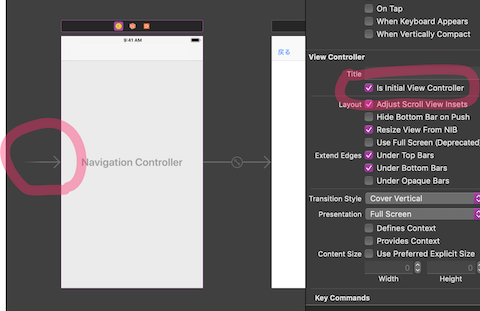 On Tap
When Keyboard Appears
When Vertically Compact
View Controller
Title
Is Initial View Controller
Layout
Adjust Scroll View Insets
Hide Bottom Bar on Push
Resize View From NIB
Use Full Screen (Deprecated)
Extend Edges
Under Top Bars
Under Bottom Bars
Under Opaque Bars
Transition Style
Cover Vertical
Presentation
Full Screen
Defines Context
Provides Context
Content Size
Use Preferred Explicit Size
0
0
Width
Height
Key Commands
9:41 AM
Navigation Controller
戻る